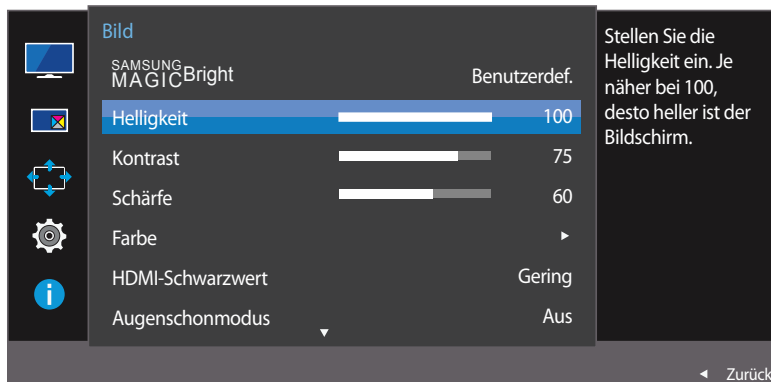 Bild
SAMSUNG
MAGICBright Benutzerdef.
Helligkeit 100
Kontrast 75
Schärfe 60
Farbe
HDMI-Schwarzwert Gering
Augenschonmodus Aus
Stellen Sie die
Helligkeit ein. Je
näher bei 100,
desto heller ist der
Bildschirm.
Zurück